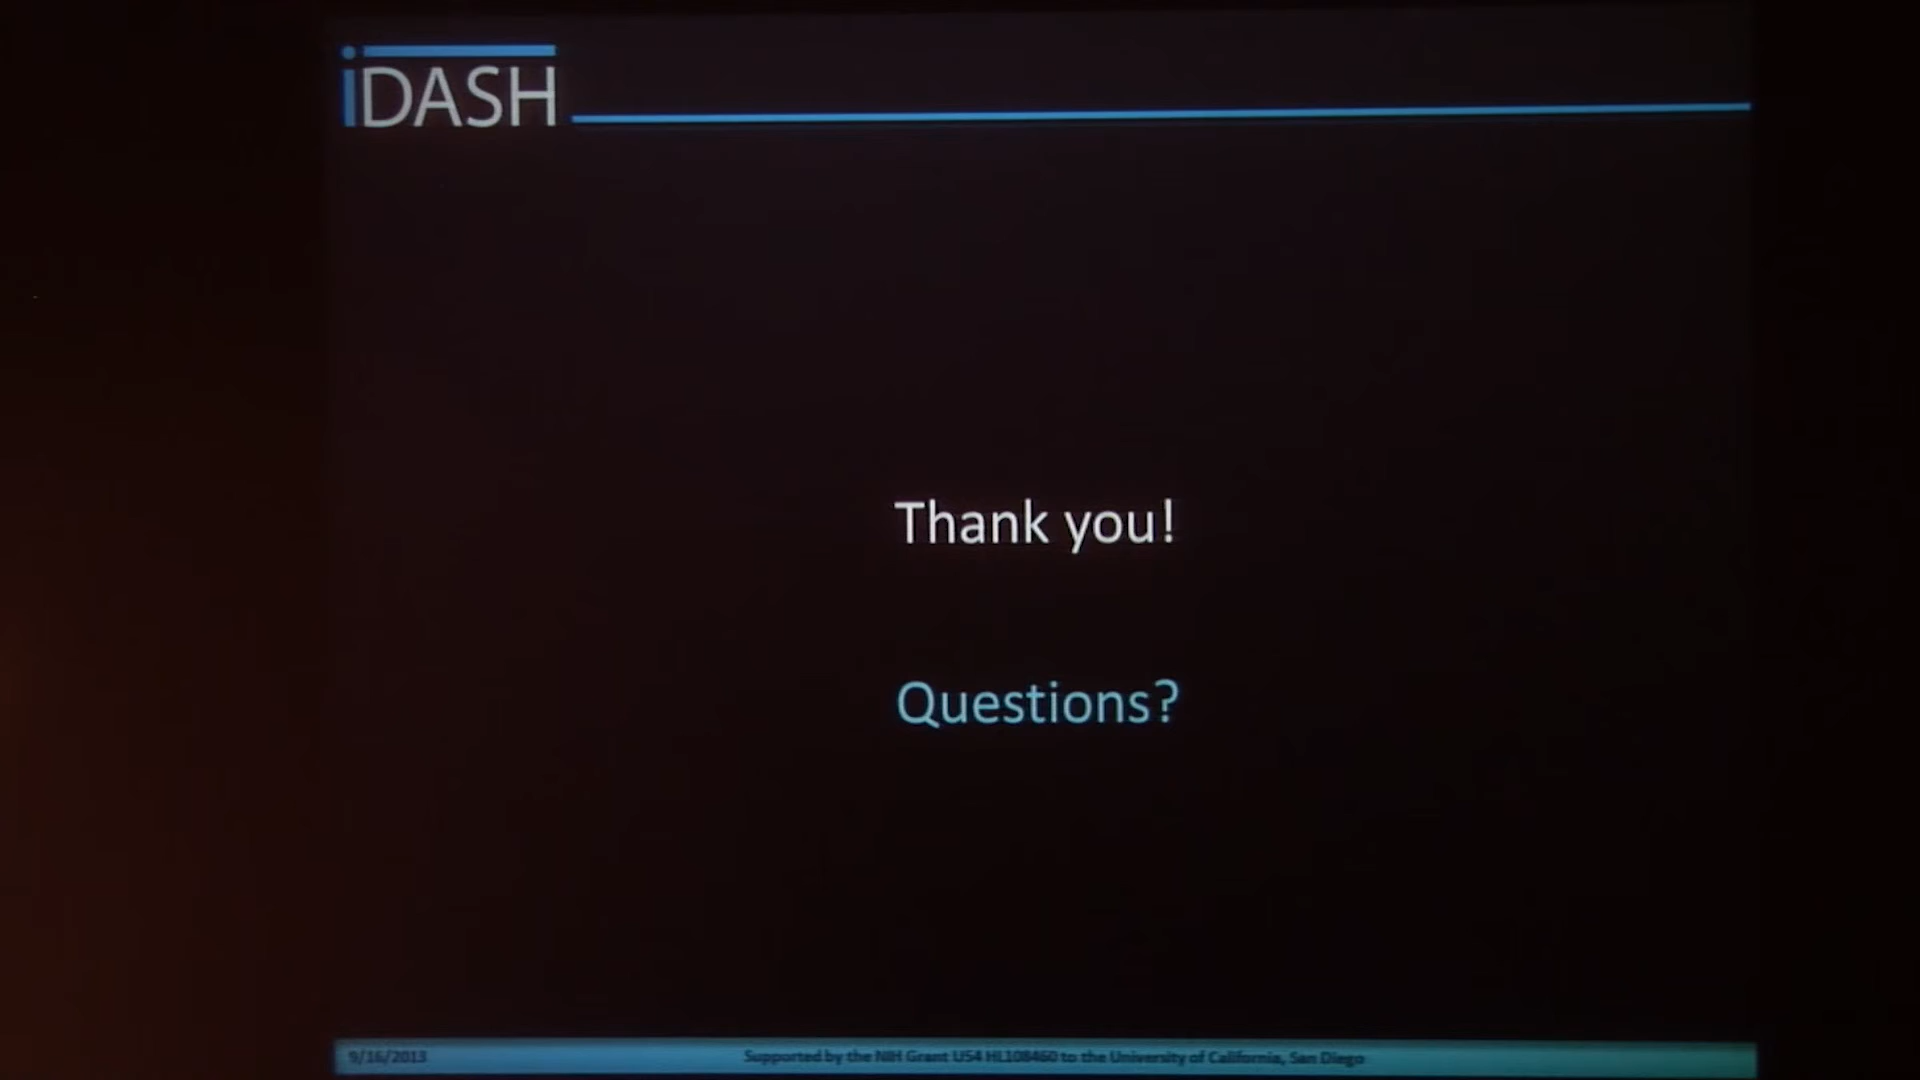 iDASH
Thank you!
Questions?
9/16/2013
Supported by the NIH Grant U54 HL108460 to the University of California, San Diego